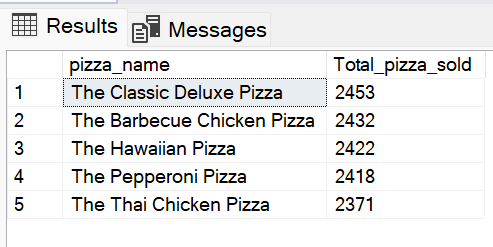 Results Messages
pizza_name Total_pizza_sold
1 The Classic Deluxe Pizza 2453
2 The Barbecue Chicken Pizza 2432
3 The Hawaiian Pizza 2422
4 The Pepperoni Pizza 2418
5 The Thai Chicken Pizza 2371